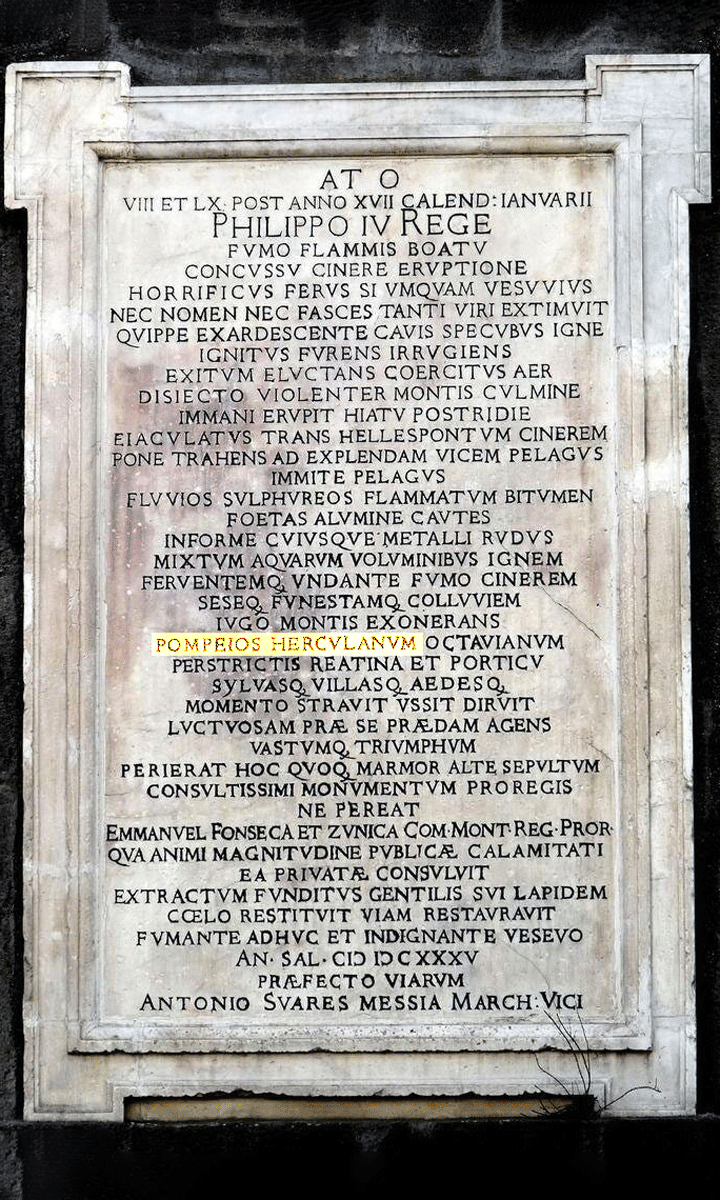 AT O
VIII ET LX· POST ANNO XVII CALEND: IANVARII
PHILIPPO IV REGE
FVMO FLAMMIS BOATV
CONCVSSV CINERE ERVPTIONE
HORRIFICVS FERVS SI VMQVAM VESVVIVS
NEC NOMEN NEC FASCES TANTI VIRI EXTIMVIT
QVIPPE EXARDESCENTE CAVIS SPECVBVS IGNE
IGNITVS FVRENS IRRVGIENS
EXITVM ELVCTANS COERCITVS AER
DISIECTO VIOLENTER MONTIS CVLMINE
IMMANI ERVPIT HIATV POSTRIDIE
EIACVLATVS TRANS HELLESPONTVM CINEREM
PONE TRAHENS AD EXPLENDAM VICEM PELAGVS
IMMITE PELAGVS
FLVVIOS SVLPHVREOS FLAMMATVM BITVMEN
FOETAS ALVMINE CAVTES
INFORME CVIVSQVE METALLI RVDVS
MIXTVM AQVARVM VOLVMINIBVS IGNEM
FERVENTEMQ, VNDANTE FVMO CINEREM
SESEQ, FVNESTAMQ, COLLVVIEM
IVGO MONTIS EXONERANS
POMPEIOS HERCVLANVM OCTAVIANVM
PERSTRICTIS REATINA ET PORTICV
SYLVASQ, VILLASQ, AEDESQ,
MOMENTO STRAVIT VSSIT DIRVIT
LVCTVOSAM PRÆ SE PRÆDAM AGENS
VASTVMQ, TRIVMPHVM
PERIERAT HOC QVOQ, MARMOR ALTE SEPVLTVM
CONSVLTISSIMI MONVMENTVM PROREGIS
NE PEREAT
EMMANVEL FONSECA ET ZVNICA COM·MONT·REG·PROR·
QVA ANIMI MAGNITVDINE PVBLICÆ CALAMITATI
EA PRIVATÆ CONSVLVIT
EXTRACTVM FVNDITVS GENTILIS SVI LAPIDEM
CŒLO RESTITVIT VIAM RESTAVRAVIT
FVMANTE ADHVC ET INDIGNANTE VESEVO
AN· SAL· CIƆ IƆCXXXV
PRÆFECTO VIARVM
ANTONIO SVARES MESSIA MARCH: VICI